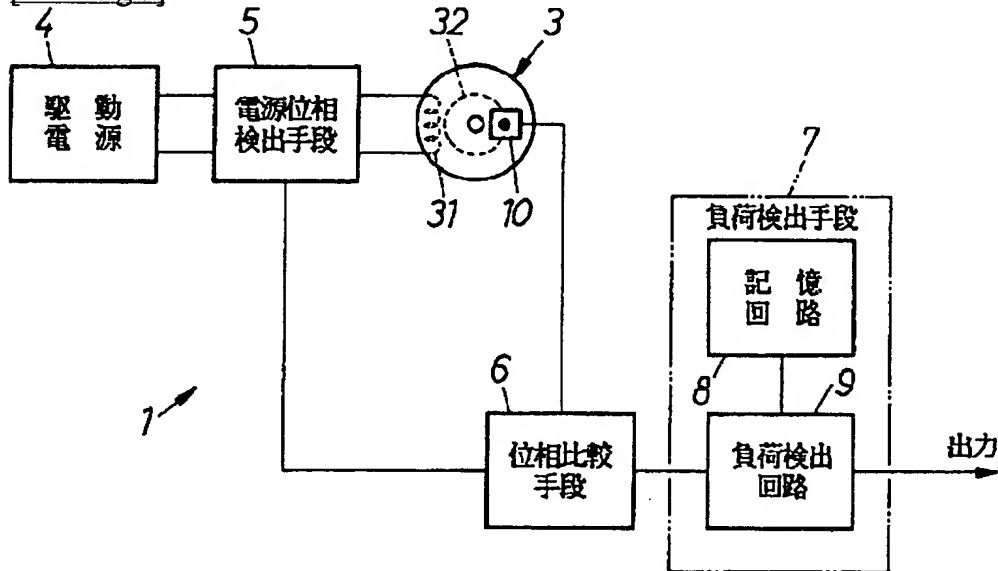 4
5
32
3
駆動
電源
電源位相
検出手段
31
10
7
負荷検出手段
記憶
回路
8
9
6
1
位相比較
手段
負荷検出
回路
出力